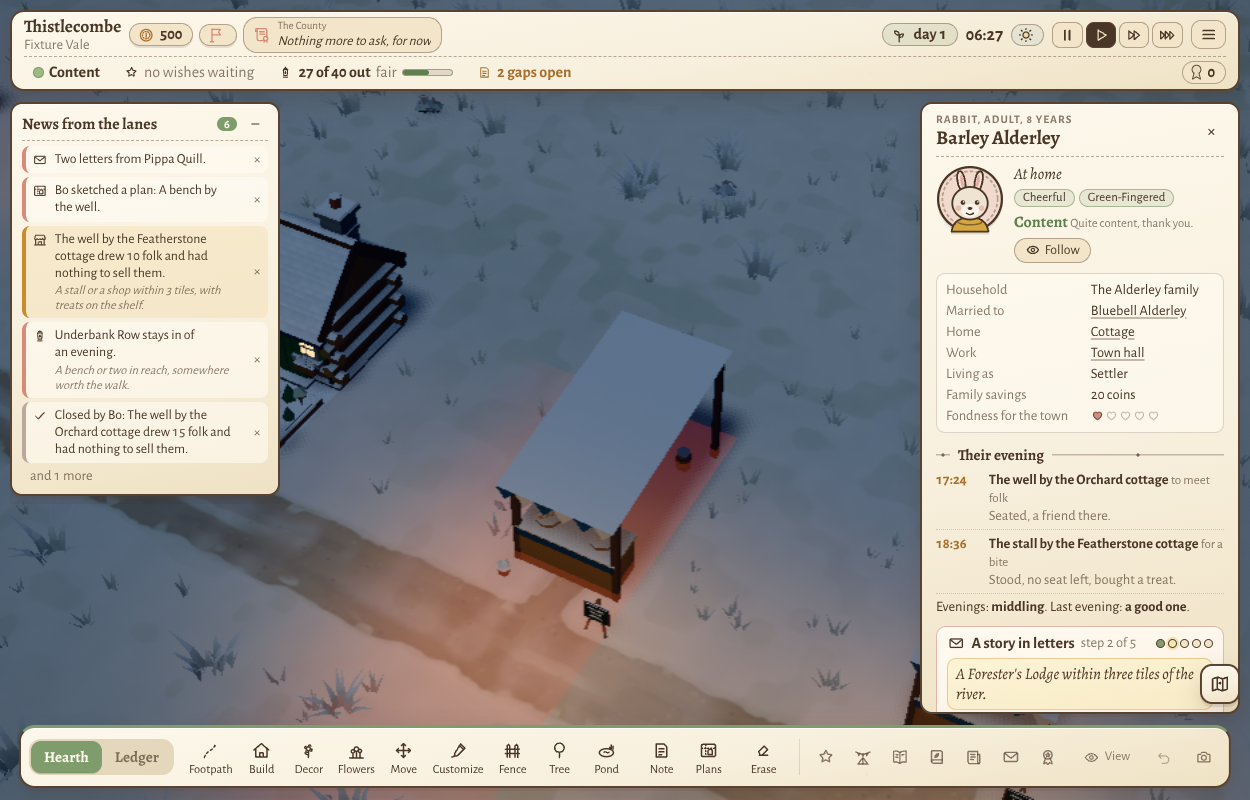 Thistlecombe
Fixture Vale
500
The County
Nothing more to ask, for now
day 1
06:27
Content
no wishes waiting
27 of 40 out fair
2 gaps open
0
News from the lanes
6
Two letters from Pippa Quill.
Bo sketched a plan: A bench by
the well.
The well by the Featherstone
cottage drew 10 folk and had
nothing to sell them.
A stall or a shop within 3 tiles, with
treats on the shelf.
Underbank Row stays in of
an evening.
A bench or two in reach, somewhere
worth the walk.
Closed by Bo: The well by the
Orchard cottage drew 15 folk and
had nothing to sell them.
and 1 more
RABBIT, ADULT, 8 YEARS
Barley Alderley
At home
Cheerful
Green-Fingered
Content Quite content, thank you.
Follow
Household The Alderley family
Married to Bluebell Alderley
Home Cottage
Work Town hall
Living as Settler
Family savings 20 coins
Fondness for the town
Their evening
17:24 The well by the Orchard cottage to meet
folk
Seated, a friend there.
18:36 The stall by the Featherstone cottage for a
bite
Stood, no seat left, bought a treat.
Evenings: middling. Last evening: a good one.
A story in letters step 2 of 5
A Forester's Lodge within three tiles of the
river.
Hearth
Ledger
Footpath
Build
Decor
Flowers
Move
Customize
Fence
Tree
Pond
Note
Plans
Erase
View